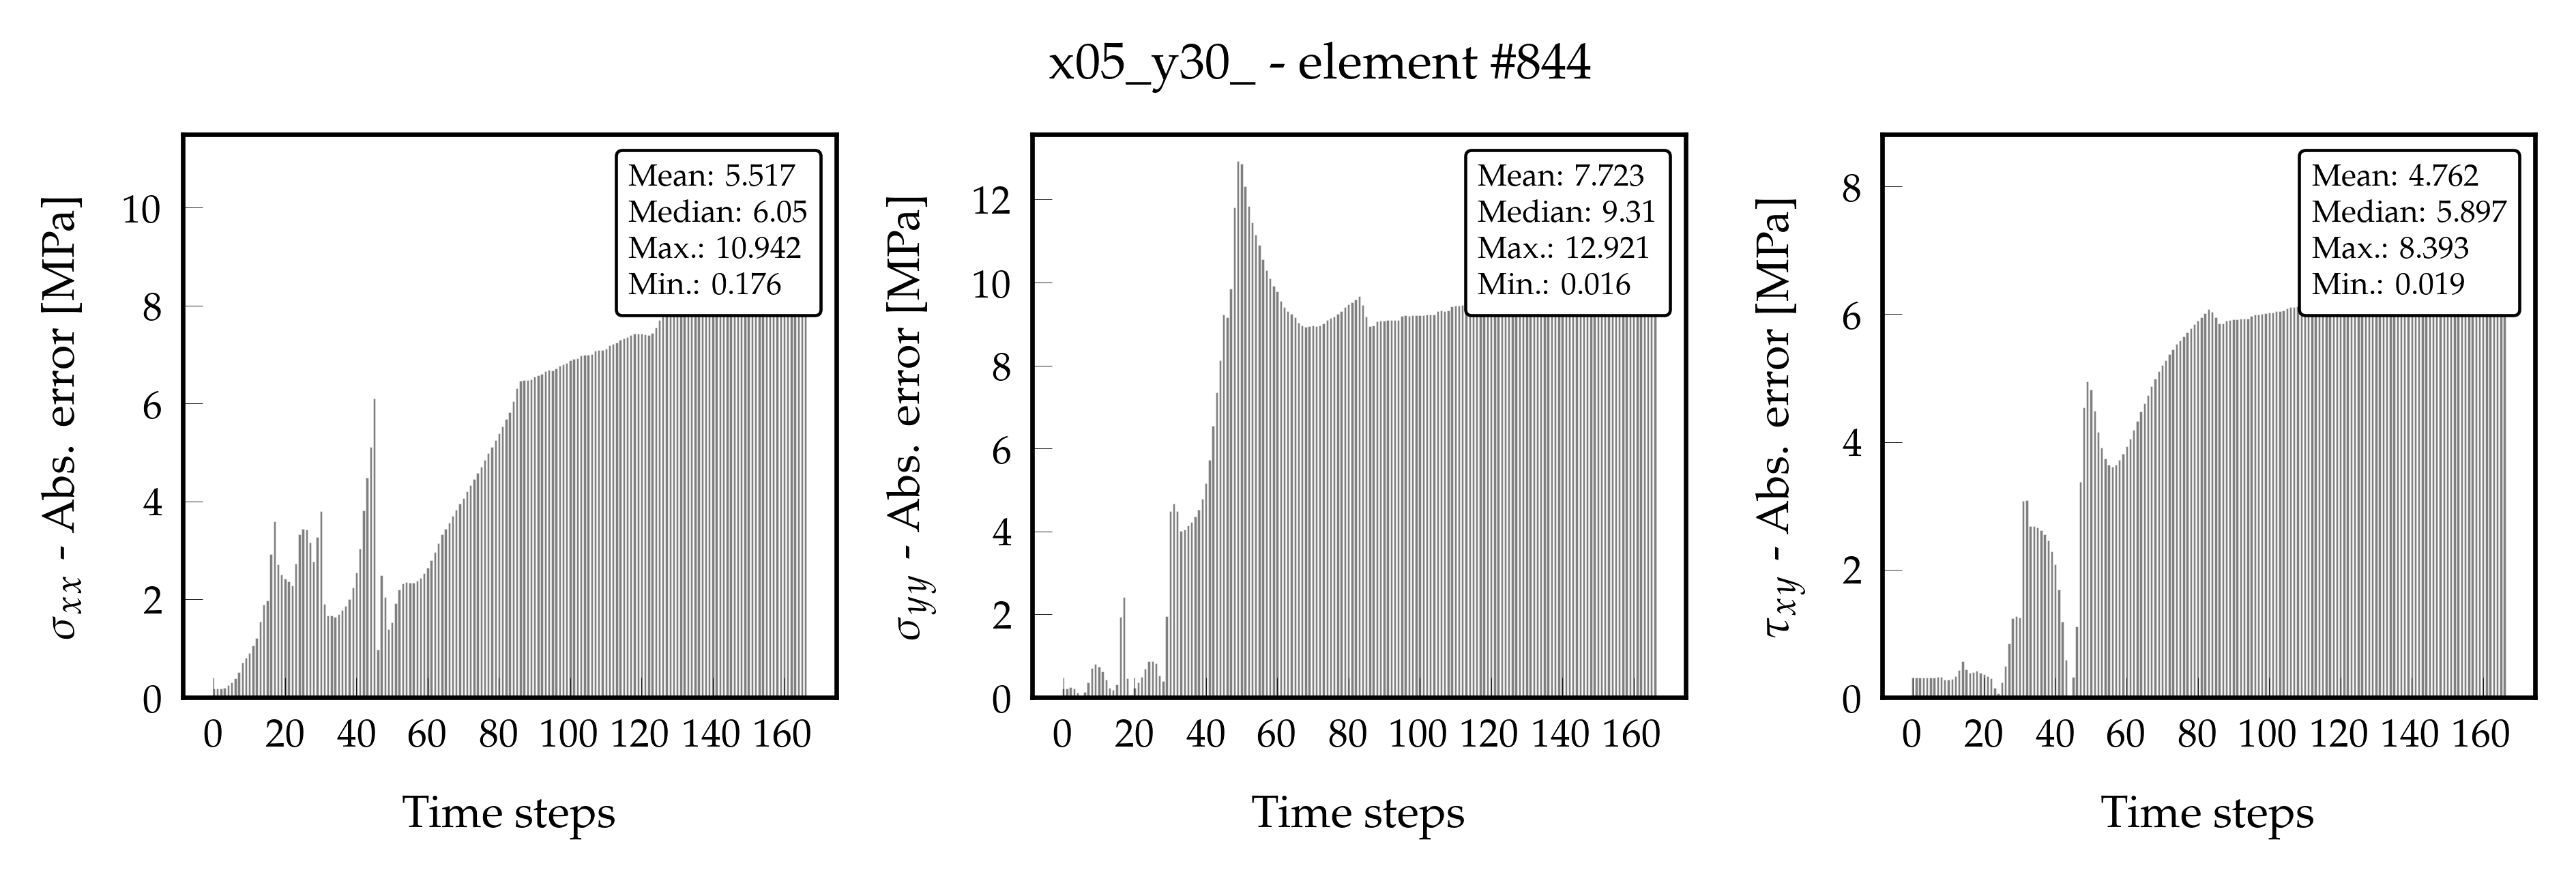 x05_y30_ - element #844
σxx - Abs. error [MPa]
10
8
6
4
2
0
Mean: 5.517
Median: 6.05
Max.: 10.942
Min.: 0.176
0 20 40 60 80 100 120 140 160
Time steps
σyy - Abs. error [MPa]
12
10
8
6
4
2
0
Mean: 7.723
Median: 9.31
Max.: 12.921
Min.: 0.016
0 20 40 60 80 100 120 140 160
Time steps
τxy - Abs. error [MPa]
8
6
4
2
0
Mean: 4.762
Median: 5.897
Max.: 8.393
Min.: 0.019
0 20 40 60 80 100 120 140 160
Time steps